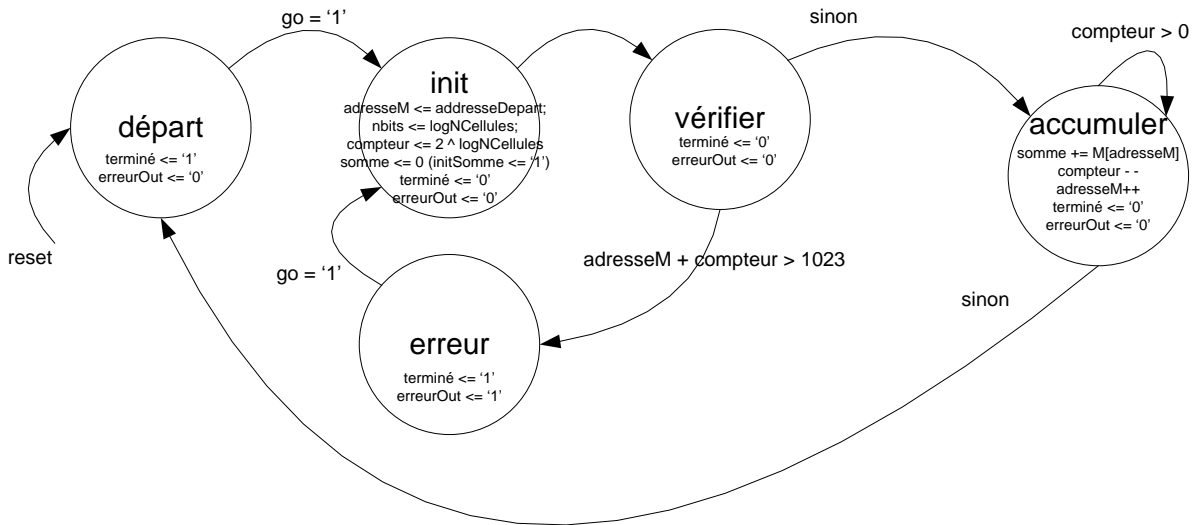 go = ‘1’
sinon
compteur > 0
départ
terminé <= ‘1’
erreurOut <= ‘0’
init
adresseM <= addresseDepart;
nbits <= logNCellules;
compteur <= 2 ^ logNCellules
somme <= 0 (initSomme <= ‘1’)
terminé <= ‘0’
erreurOut <= ‘0’
vérifier
terminé <= ‘0’
erreurOut <= ‘0’
accumuler
somme += M[adresseM]
compteur - -
adresseM++
terminé <= ‘0’
erreurOut <= ‘0’
reset
go = ‘1’
adresseM + compteur > 1023
sinon
erreur
terminé <= ‘1’
erreurOut <= ‘1’